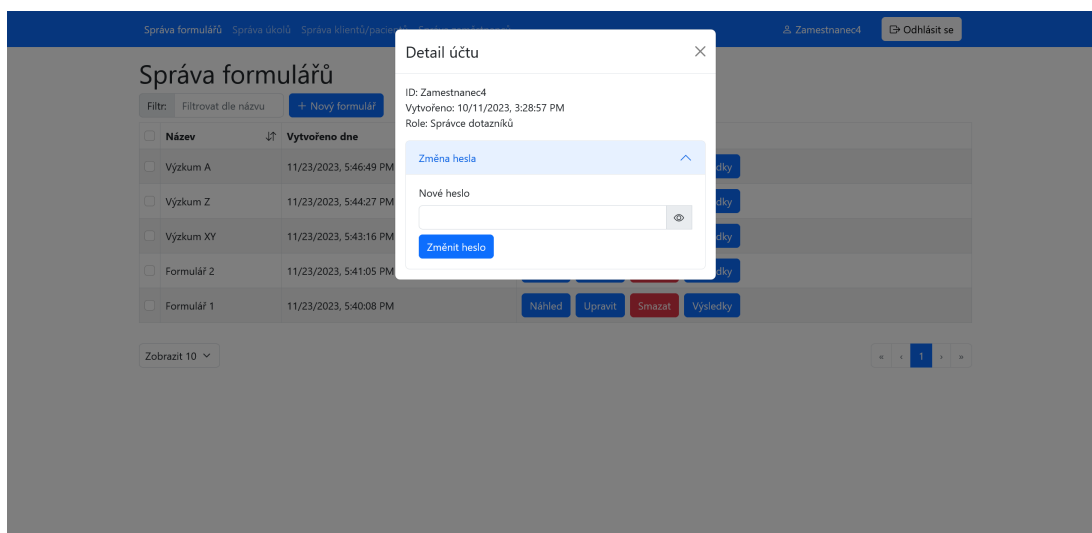 Správa formulářů Správa úkolů Správa klientů/pacientů
Zamestnanec4
Odhlásit se
Správa formulářů
Filtr: Filtrovat dle názvu
+ Nový formulář
Název Vytvořeno dne
Výzkum A 11/23/2023, 5:46:49 PM
Výzkum Z 11/23/2023, 5:44:27 PM
Výzkum XY 11/23/2023, 5:43:16 PM
Formulář 2 11/23/2023, 5:41:05 PM
Formulář 1 11/23/2023, 5:40:08 PM Náhled Upravit Smazat Výsledky
Zobrazit 10
« ‹ 1 › »
Detail účtu
ID: Zamestnanec4
Vytvořeno: 10/11/2023, 3:28:57 PM
Role: Správce dotazníků
Změna hesla
Nové heslo
Změnit heslo